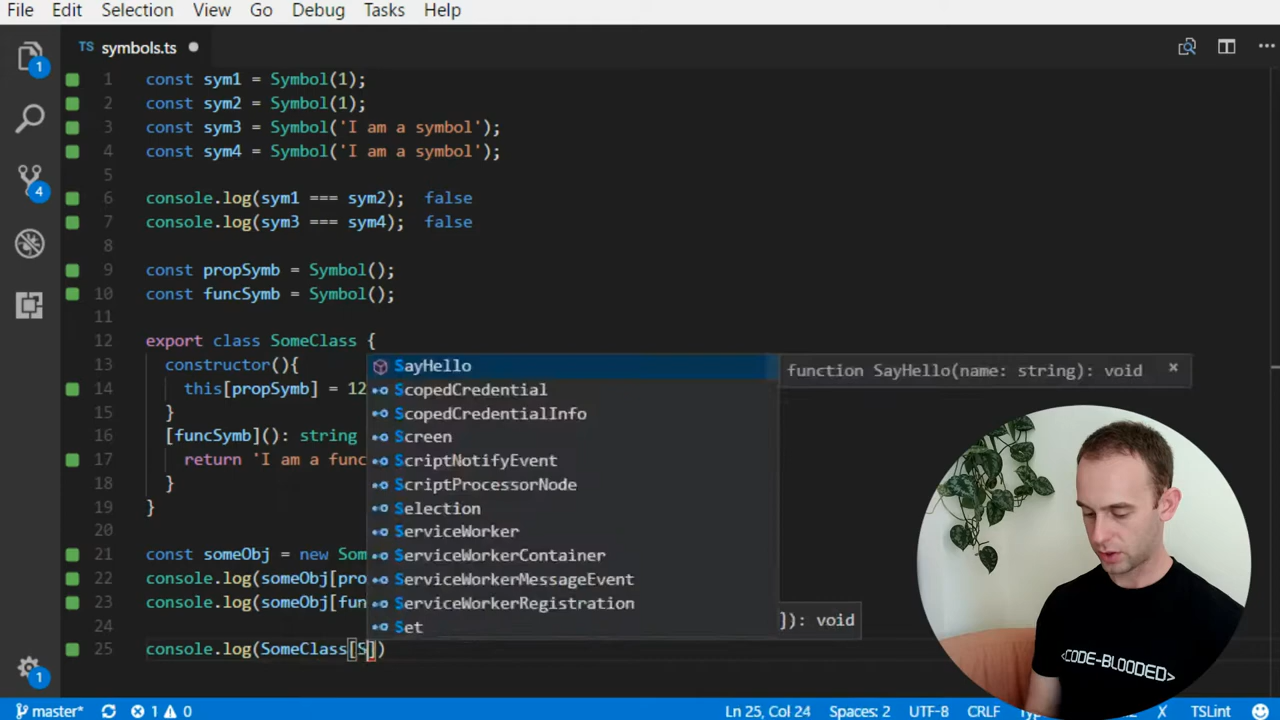 File Edit Selection View Go Debug Tasks Help
TS symbols.ts
1 const sym1 = Symbol(1);
2 const sym2 = Symbol(1);
3 const sym3 = Symbol('I am a symbol');
4 const sym4 = Symbol('I am a symbol');
5
6 console.log(sym1 === sym2); false
7 console.log(sym3 === sym4); false
8
9 const propSymb = Symbol();
10 const funcSymb = Symbol();
11
12 export class SomeClass {
13 constructor(){
14 this[propSymb] = 12
15 }
16 [funcSymb](): string
17 return 'I am a func
18 }
19 }
20
21 const someObj = new Som
22 console.log(someObj[pro
23 console.log(someObj[fun
24
25 console.log(SomeClass[S])
SayHello
ScopedCredential
ScopedCredentialInfo
Screen
ScriptNotifyEvent
ScriptProcessorNode
Selection
ServiceWorker
ServiceWorkerContainer
ServiceWorkerMessageEvent
ServiceWorkerRegistration
Set
function SayHello(name: string): void ×
]): void
<CODE-BLOODED>
1
4
1
master* 1 0 Ln 25, Col 24 Spaces: 2 UTF-8 CRLF X TSLint